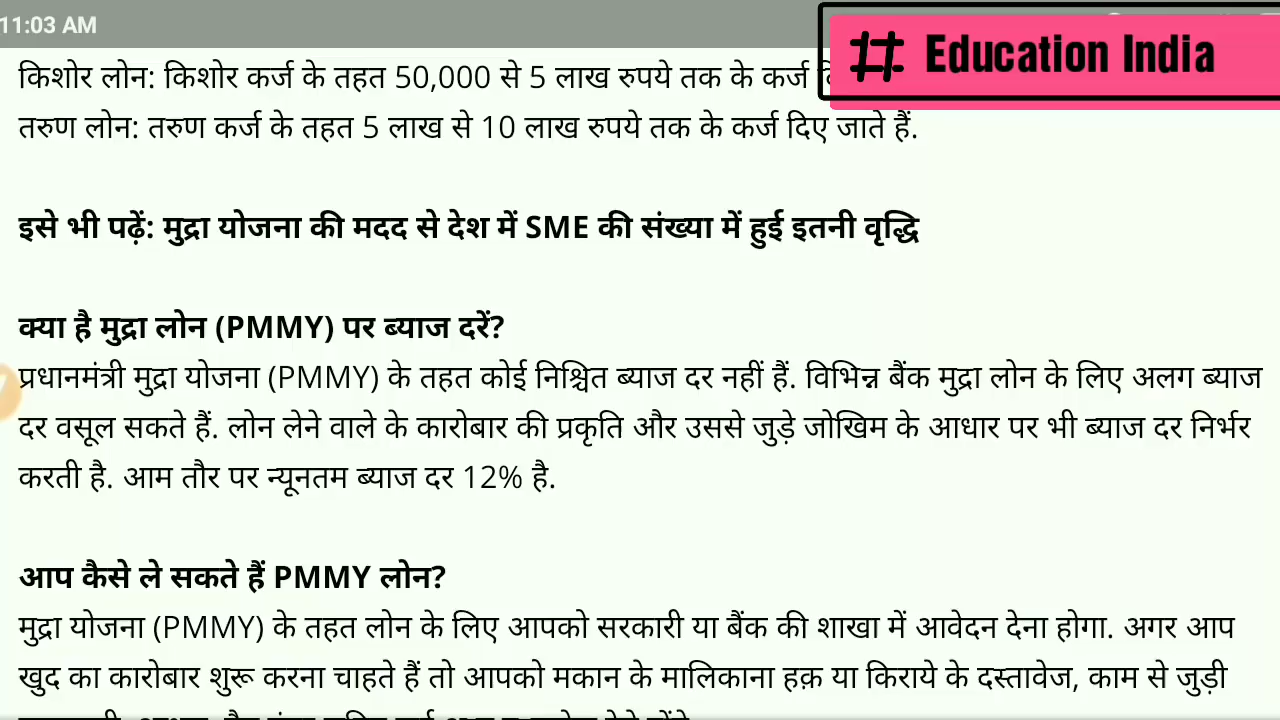 11:03 AM
# Education India
किशोर लोन: किशोर कर्ज के तहत 50,000 से 5 लाख रुपये तक के कर्ज
तरुण लोन: तरुण कर्ज के तहत 5 लाख से 10 लाख रुपये तक के कर्ज दिए जाते हैं.
इसे भी पढ़ें: मुद्रा योजना की मदद से देश में SME की संख्या में हुई इतनी वृद्धि
क्या है मुद्रा लोन (PMMY) पर ब्याज दरें?
प्रधानमंत्री मुद्रा योजना (PMMY) के तहत कोई निश्चित ब्याज दर नहीं हैं. विभिन्न बैंक मुद्रा लोन के लिए अलग ब्याज
दर वसूल सकते हैं. लोन लेने वाले के कारोबार की प्रकृति और उससे जुड़े जोखिम के आधार पर भी ब्याज दर निर्भर
करती है. आम तौर पर न्यूनतम ब्याज दर 12% है.
आप कैसे ले सकते हैं PMMY लोन?
मुद्रा योजना (PMMY) के तहत लोन के लिए आपको सरकारी या बैंक की शाखा में आवेदन देना होगा. अगर आप
खुद का कारोबार शुरू करना चाहते हैं तो आपको मकान के मालिकाना हक़ या किराये के दस्तावेज, काम से जुड़ी